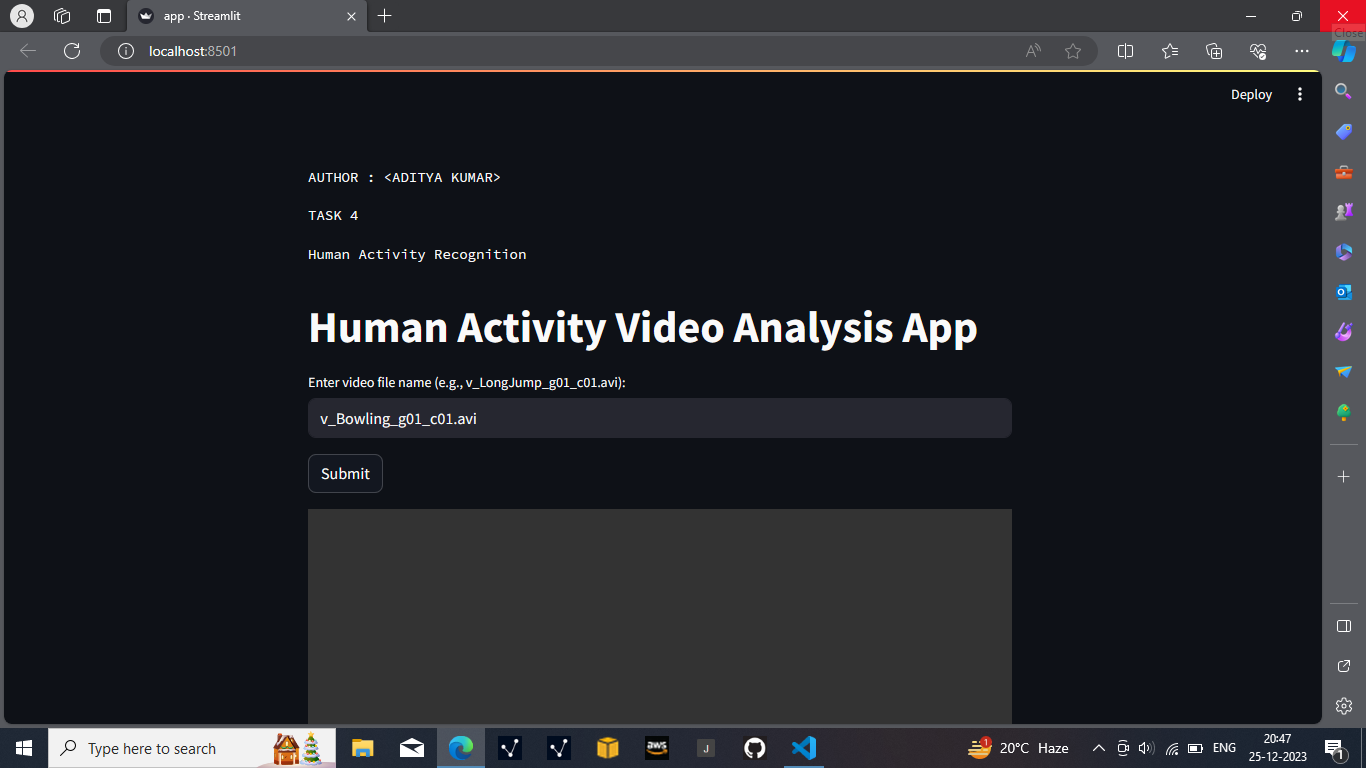 app · Streamlit
Close
localhost:8501
Deploy
AUTHOR : <ADITYA KUMAR>
TASK 4
Human Activity Recognition
Human Activity Video Analysis App
Enter video file name (e.g., v_LongJump_g01_c01.avi):
v_Bowling_g01_c01.avi
Submit
Type here to search
aws
J
1
20°C Haze
ENG
20:47
25-12-2023
1